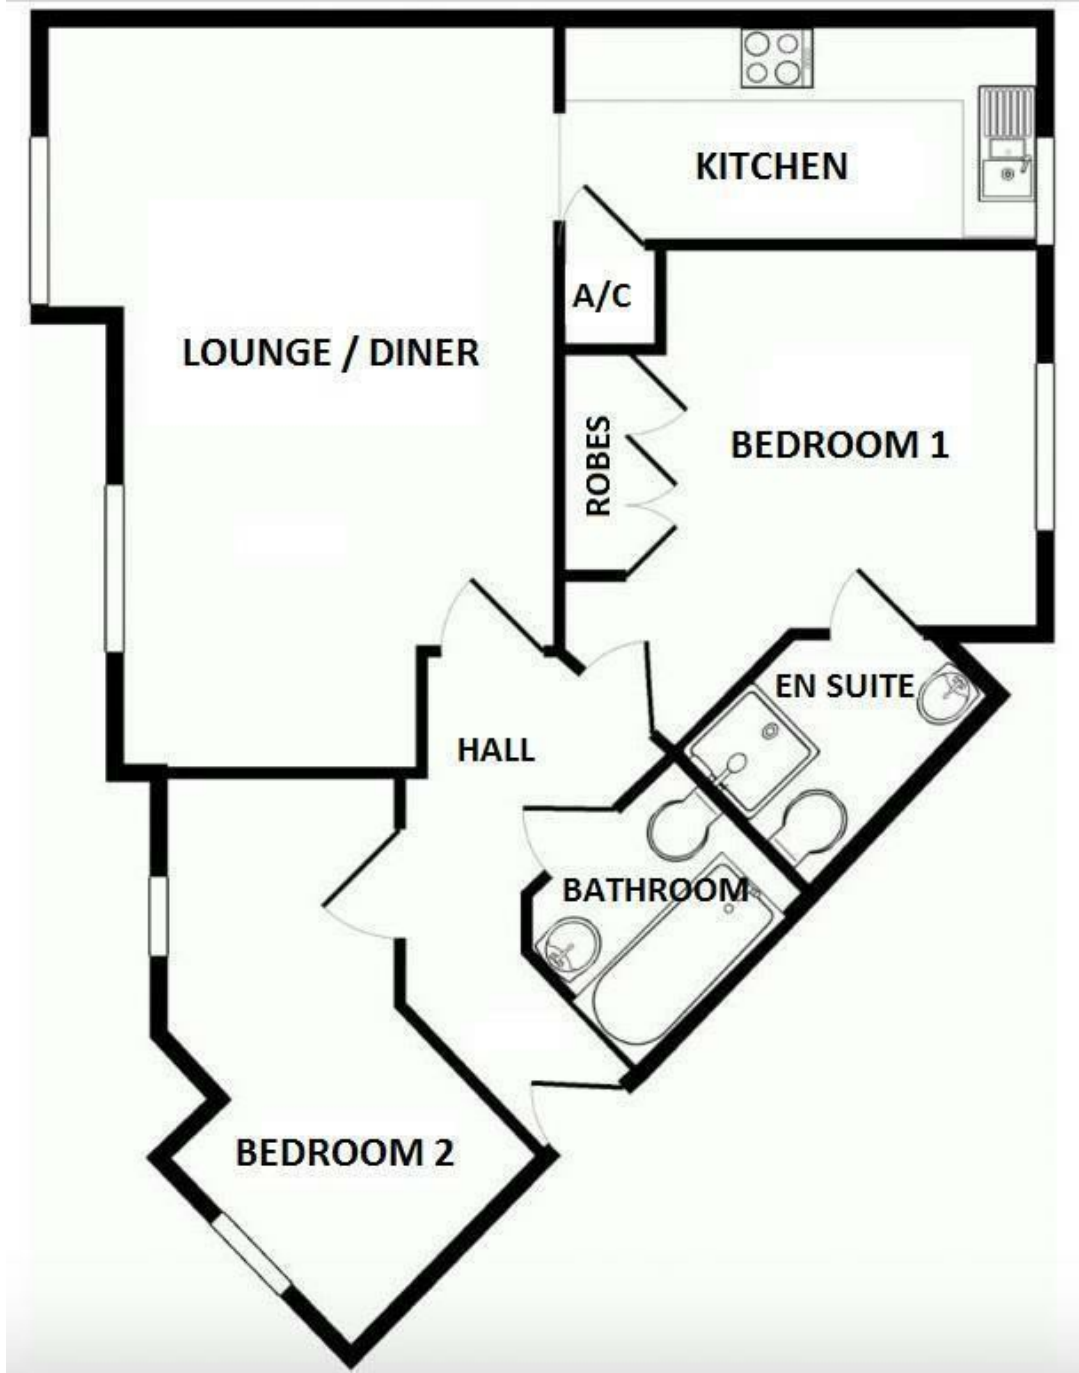 KITCHEN
A/C
LOUNGE / DINER
ROBES
BEDROOM 1
EN SUITE
HALL
BATHROOM
BEDROOM 2